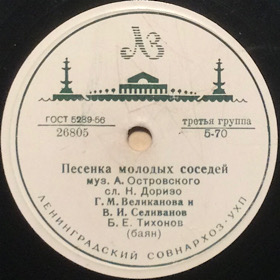 ЛЗ
ГОСТ 5289-56
третья группа
26805
5-70
Песенка молодых соседей
муз. А. Островского
сл. Н. Доризо
Г. М. Великанова и
В. И. Селиванов
Б. Е. Тихонов
(баян)
ЛЕНИНГРАДСКИЙ СОВНАРХОЗ·УХП